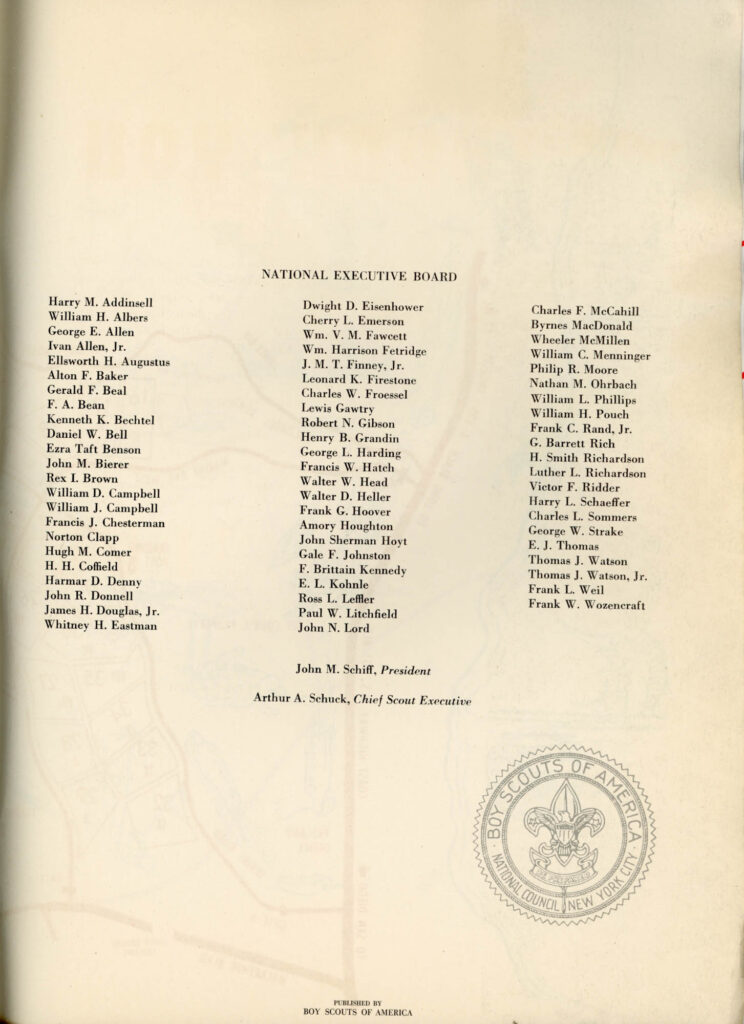 NATIONAL EXECUTIVE BOARD
Harry M. Addinsell
William H. Albers
George E. Allen
Ivan Allen, Jr.
Ellsworth H. Augustus
Alton F. Baker
Gerald F. Beal
F. A. Bean
Kenneth K. Bechtel
Daniel W. Bell
Ezra Taft Benson
John M. Bierer
Rex I. Brown
William D. Campbell
William J. Campbell
Francis J. Chesterman
Norton Clapp
Hugh M. Comer
H. H. Coffield
Harmar D. Denny
John R. Donnell
James H. Douglas, Jr.
Whitney H. Eastman
Dwight D. Eisenhower
Cherry L. Emerson
Wm. V. M. Fawcett
Wm. Harrison Fetridge
J. M. T. Finney, Jr.
Leonard K. Firestone
Charles W. Froessel
Lewis Gawtry
Robert N. Gibson
Henry B. Grandin
George L. Harding
Francis W. Hatch
Walter W. Head
Walter D. Heller
Frank G. Hoover
Amory Houghton
John Sherman Hoyt
Gale F. Johnston
F. Brittain Kennedy
E. L. Kohnle
Ross L. Leffler
Paul W. Litchfield
John N. Lord
Charles F. McCahill
Byrnes MacDonald
Wheeler McMillen
William C. Menninger
Philip R. Moore
Nathan M. Ohrbach
William L. Phillips
William H. Pouch
Frank C. Rand, Jr.
G. Barrett Rich
H. Smith Richardson
Luther L. Richardson
Victor F. Ridder
Harry L. Schaeffer
Charles L. Sommers
George W. Strake
E. J. Thomas
Thomas J. Watson
Thomas J. Watson, Jr.
Frank L. Weil
Frank W. Wozencraft
John M. Schiff, President
Arthur A. Schuck, Chief Scout Executive
BOY SCOUTS OF AMERICA
NATIONAL COUNCIL NEW YORK CITY
BE PREPARED
PUBLISHED BY
BOY SCOUTS OF AMERICA